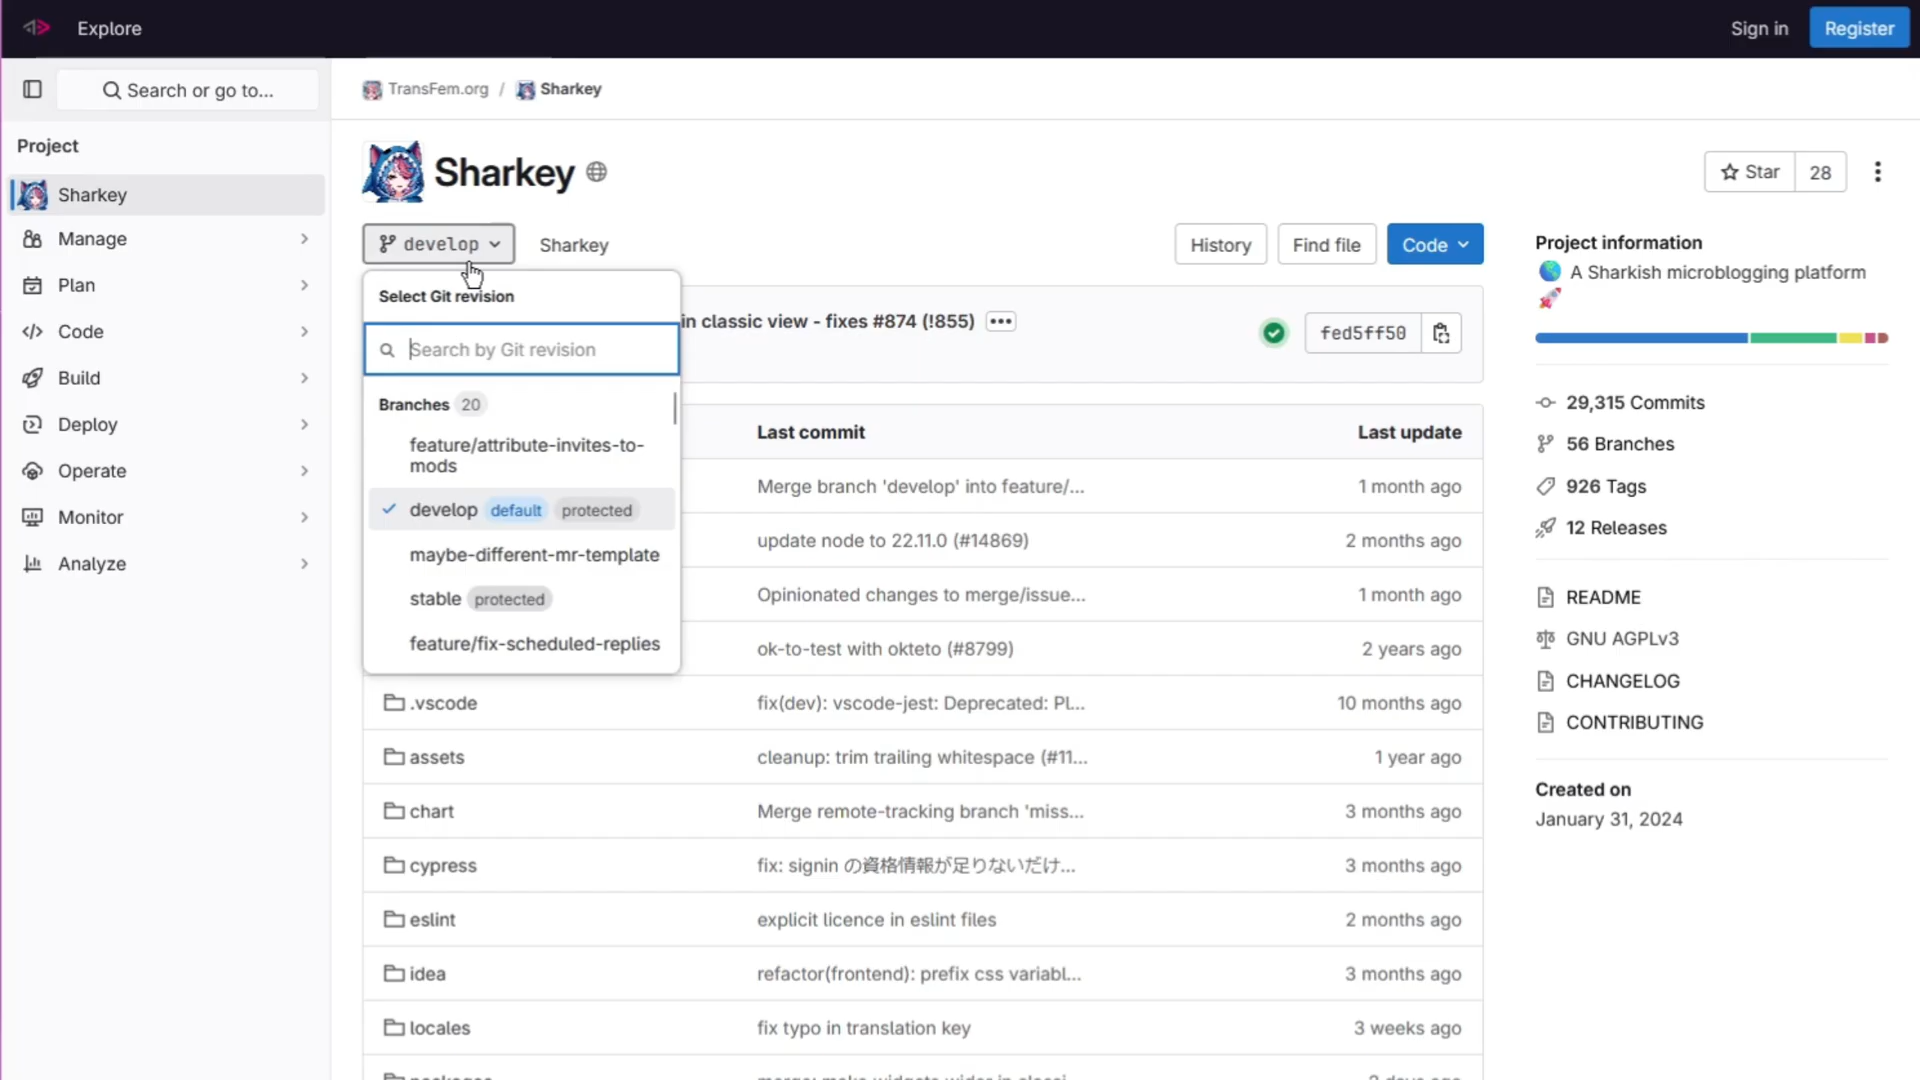 Explore
Sign in
Register
Search or go to...
TransFem.org / Sharkey
Project
Sharkey
Manage
Plan
Code
Build
Deploy
Operate
Monitor
Analyze
Sharkey
Star 28
develop
Sharkey
History
Find file
Code
Select Git revision
Search by Git revision
Branches 20
feature/attribute-invites-to-
mods
develop default protected
maybe-different-mr-template
stable protected
feature/fix-scheduled-replies
in classic view - fixes #874 (!855)
fed5ff50
Last commit
Last update
Merge branch 'develop' into feature/...
1 month ago
update node to 22.11.0 (#14869)
2 months ago
Opinionated changes to merge/issue...
1 month ago
ok-to-test with okteto (#8799)
2 years ago
.vscode
fix(dev): vscode-jest: Deprecated: Pl...
10 months ago
assets
cleanup: trim trailing whitespace (#11...
1 year ago
chart
Merge remote-tracking branch 'miss...
3 months ago
cypress
fix: signin の資格情報が足りないだけ...
3 months ago
eslint
explicit licence in eslint files
2 months ago
idea
refactor(frontend): prefix css variabl...
3 months ago
locales
fix typo in translation key
3 weeks ago
Project information
A Sharkish microblogging platform
29,315 Commits
56 Branches
926 Tags
12 Releases
README
GNU AGPLv3
CHANGELOG
CONTRIBUTING
Created on
January 31, 2024